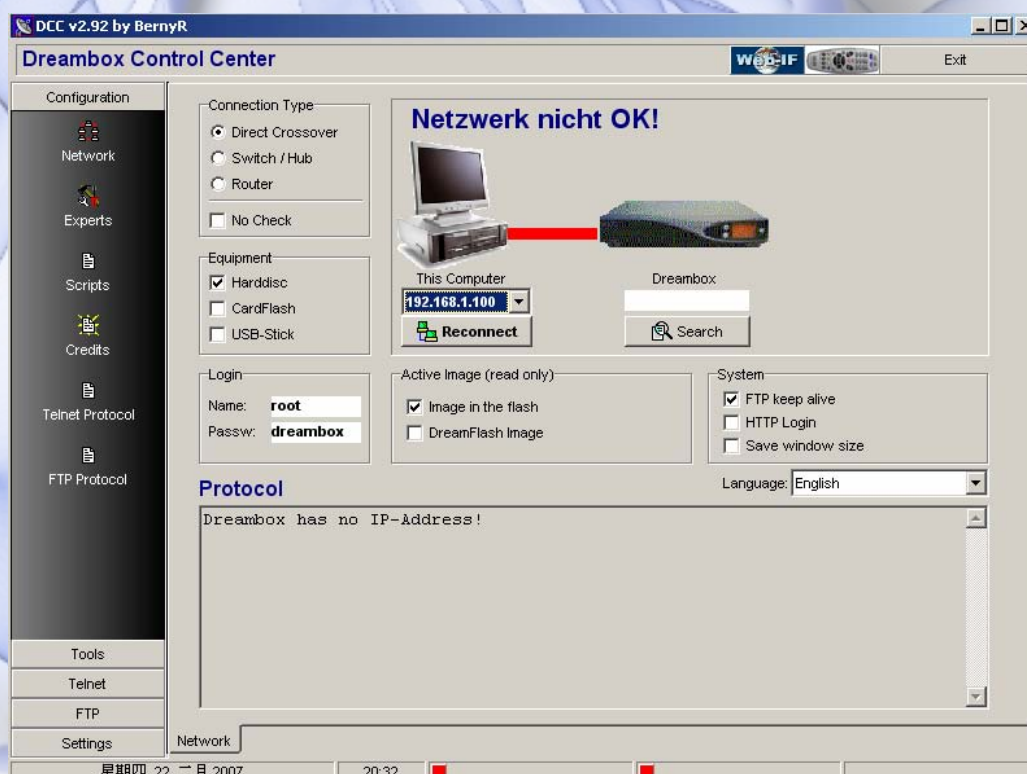 DCC v2.92 by BernyR
Dreambox Control Center
Web-IF
Exit
Configuration
Network
Experts
Scripts
Credits
Telnet Protocol
FTP Protocol
Tools
Telnet
FTP
Settings
Connection Type
Direct Crossover
Switch / Hub
Router
No Check
Equipment
Harddisc
CardFlash
USB-Stick
Netzwerk nicht OK!
This Computer
192.168.1.100
Reconnect
Dreambox
Search
Login
Name: root
Passw: dreambox
Active Image (read only)
Image in the flash
DreamFlash Image
System
FTP keep alive
HTTP Login
Save window size
Protocol
Language: English
Dreambox has no IP-Address!
Network
星期四 22 二月 2007
20:32